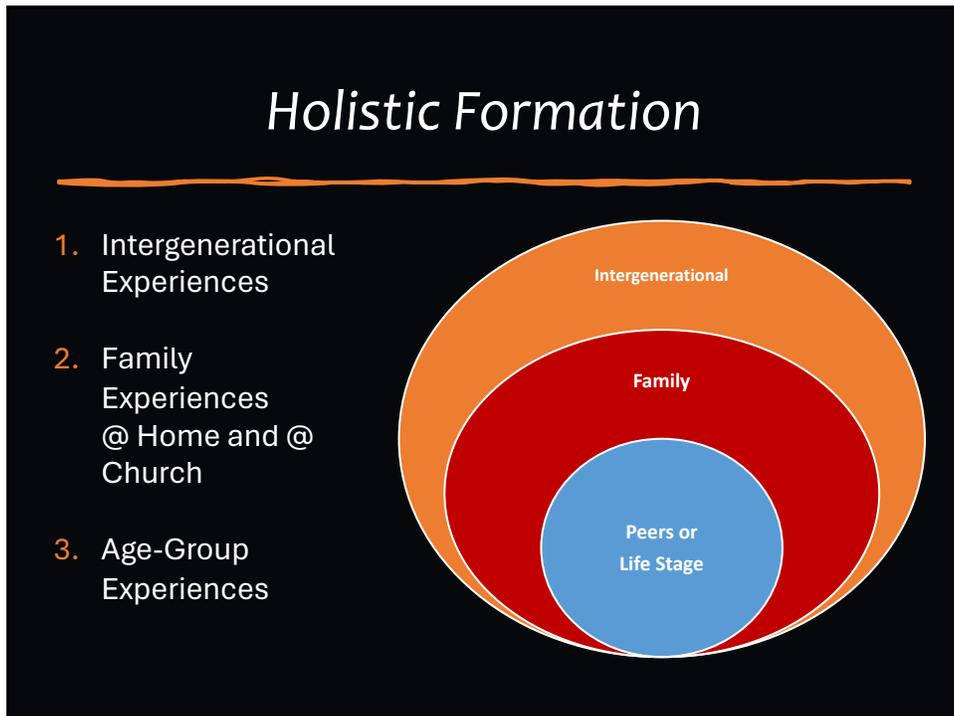 Holistic Formation
1. Intergenerational
Experiences
2. Family
Experiences
@ Home and @
Church
3. Age-Group
Experiences
Intergenerational
Family
Peers or
Life Stage